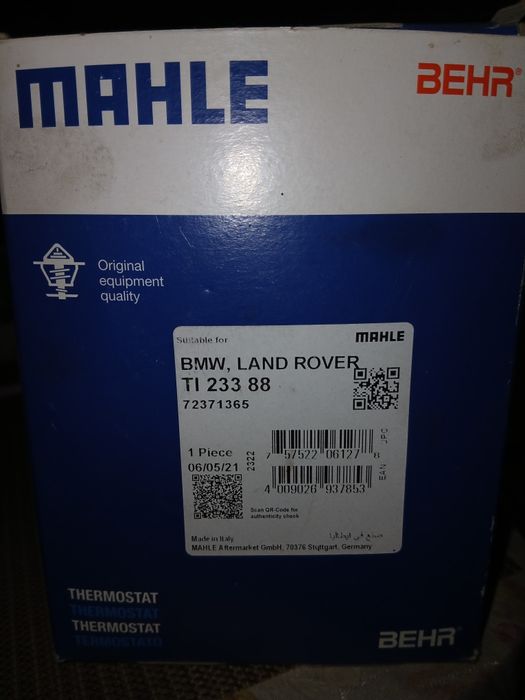 MAHLE
BEHR®
Original
equipment
quality
Suitable for
MAHLE
BMW, LAND ROVER
TI 233 88
72371365
1 Piece
06/05/21
2322
7 57522 06127 8
UPC
4 009026 937853
EAN
Scan QR-Code for
authenticity check
Made in Italy
صنع في ايطاليا
MAHLE Aftermarket GmbH, 70376 Stuttgart, Germany
THERMOSTAT
THERMOSTAT
THERMOSTAT
TERMOSTATO
BEHR®